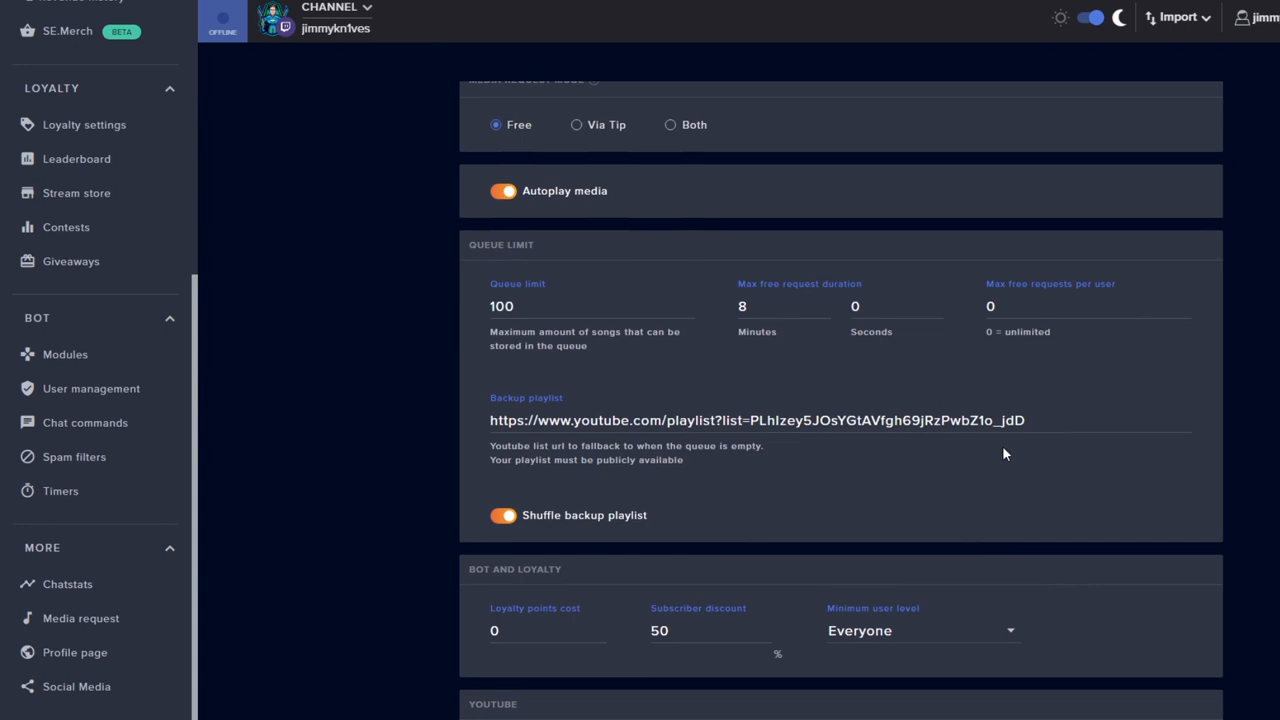 SE.Merch
BETA
LOYALTY
Loyalty settings
Leaderboard
Stream store
Contests
Giveaways
BOT
Modules
User management
Chat commands
Spam filters
Timers
MORE
Chatstats
Media request
Profile page
Social Media
OFFLINE
CHANNEL
jimmykn1ves
Import
jimm
Free
Via Tip
Both
Autoplay media
QUEUE LIMIT
Queue limit
100
Maximum amount of songs that can be
stored in the queue
Max free request duration
8
0
Minutes
Seconds
Max free requests per user
0
0 = unlimited
Backup playlist
https://www.youtube.com/playlist?list=PLhIzey5JOsYGtAVfgh69jRzPwbZ1o_jdD
Youtube list url to fallback to when the queue is empty.
Your playlist must be publicly available
Shuffle backup playlist
BOT AND LOYALTY
Loyalty points cost
0
Subscriber discount
50
%
Minimum user level
Everyone
YOUTUBE